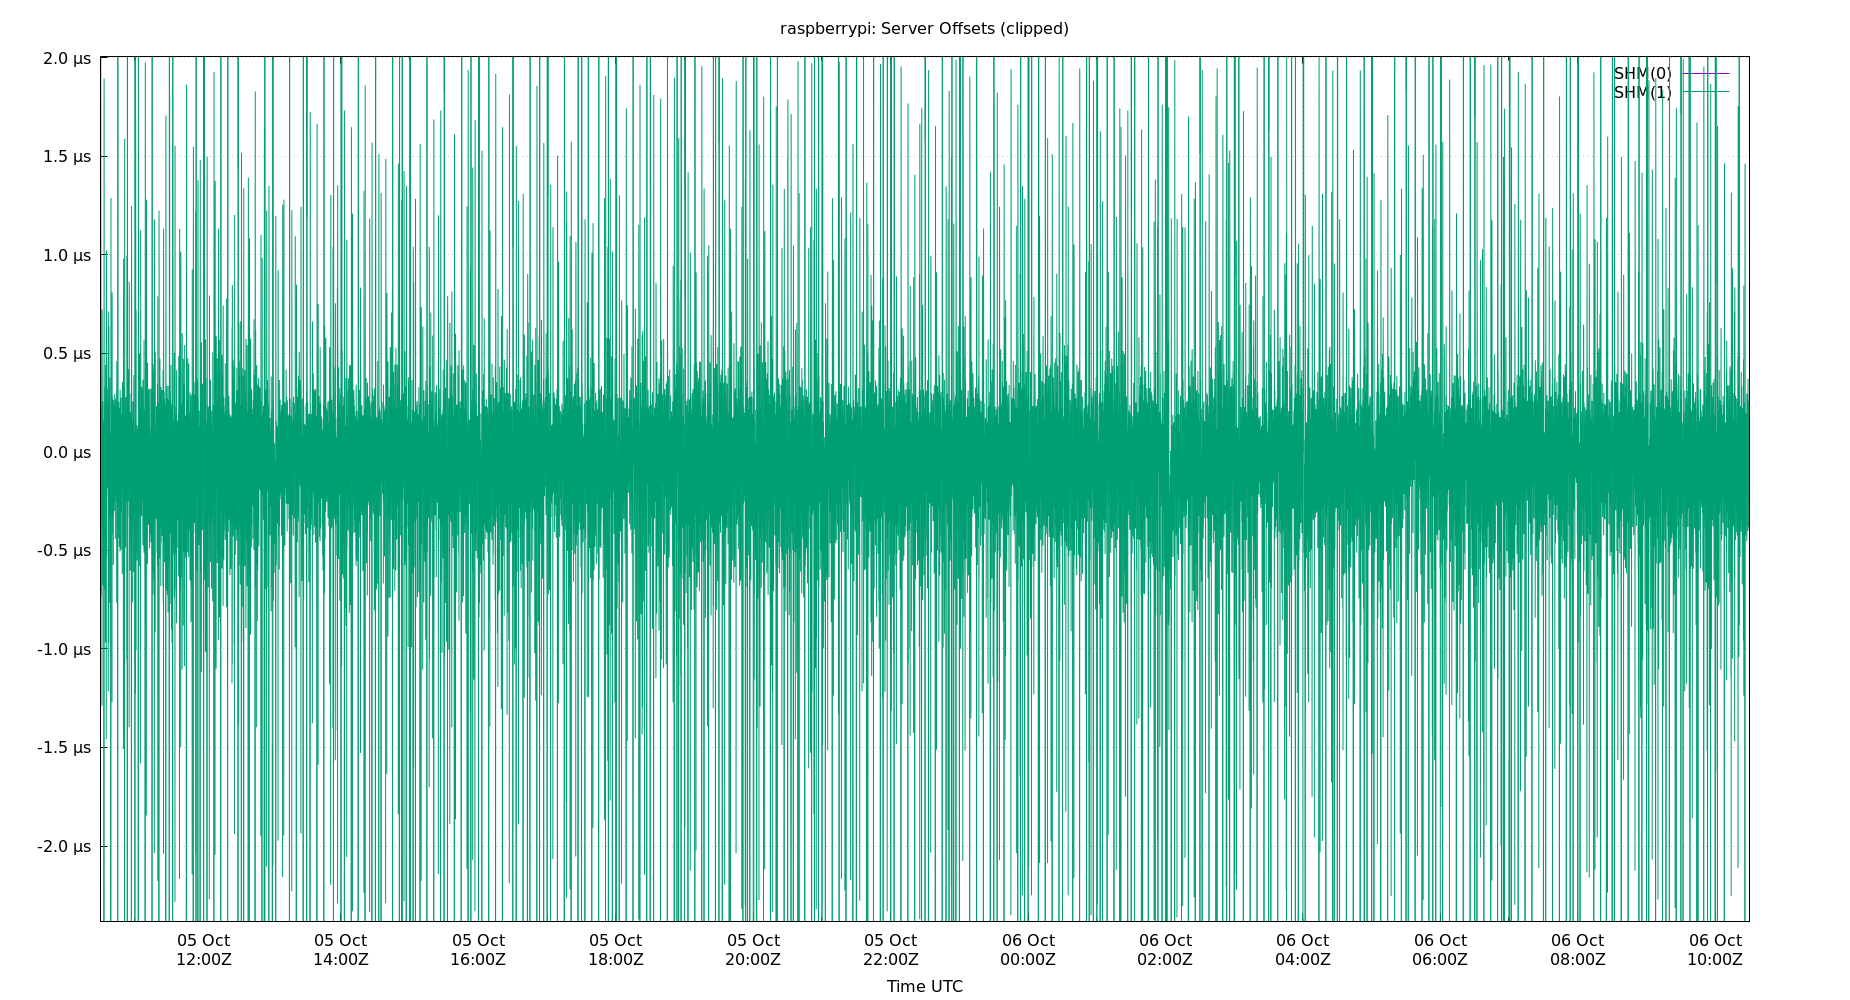 raspberrypi: Server Offsets (clipped)
2.0 µs
SHM(0)
SHM(1)
1.5 µs
1.0 µs
0.5 µs
0.0 µs
-0.5 µs
-1.0 µs
-1.5 µs
-2.0 µs
05 Oct 05 Oct 05 Oct 05 Oct 05 Oct 05 Oct 06 Oct 06 Oct 06 Oct 06 Oct 06 Oct 06 Oct
12:00Z 14:00Z 16:00Z 18:00Z 20:00Z 22:00Z 00:00Z 02:00Z 04:00Z 06:00Z 08:00Z 10:00Z
Time UTC